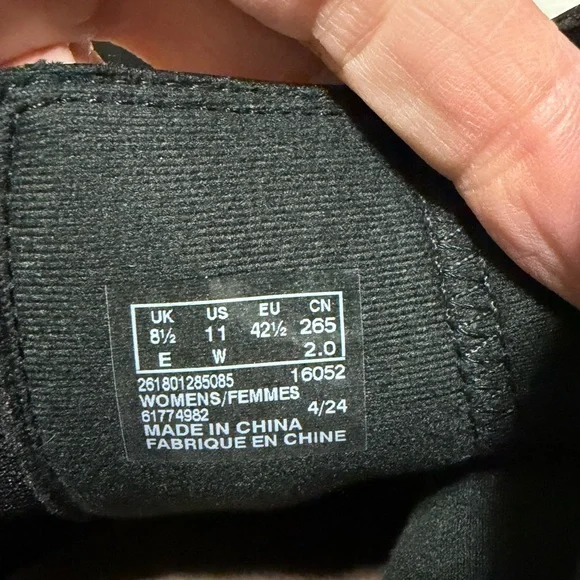 UK US EU CN
8½ 11 42½ 265
E W 2.0
261801285085 16052
WOMENS/FEMMES
61774982 4/24
MADE IN CHINA
FABRIQUE EN CHINE